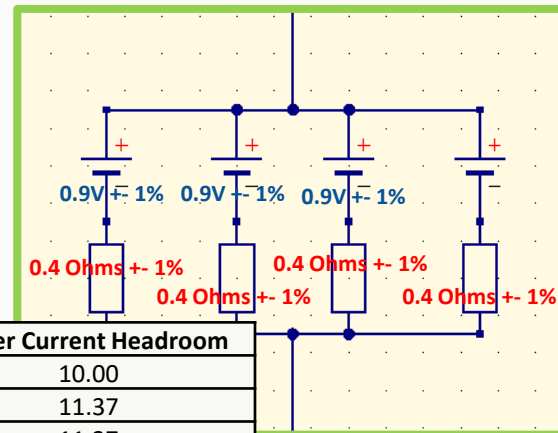 + + + +
0.9V +- 1% 0.9V +- 1% 0.9V +- 1%
0.4 Ohms +- 1% 0.4 Ohms +- 1%
0.4 Ohms +- 1% 0.4 Ohms +- 1%
er Current Headroom
10.00
11.37